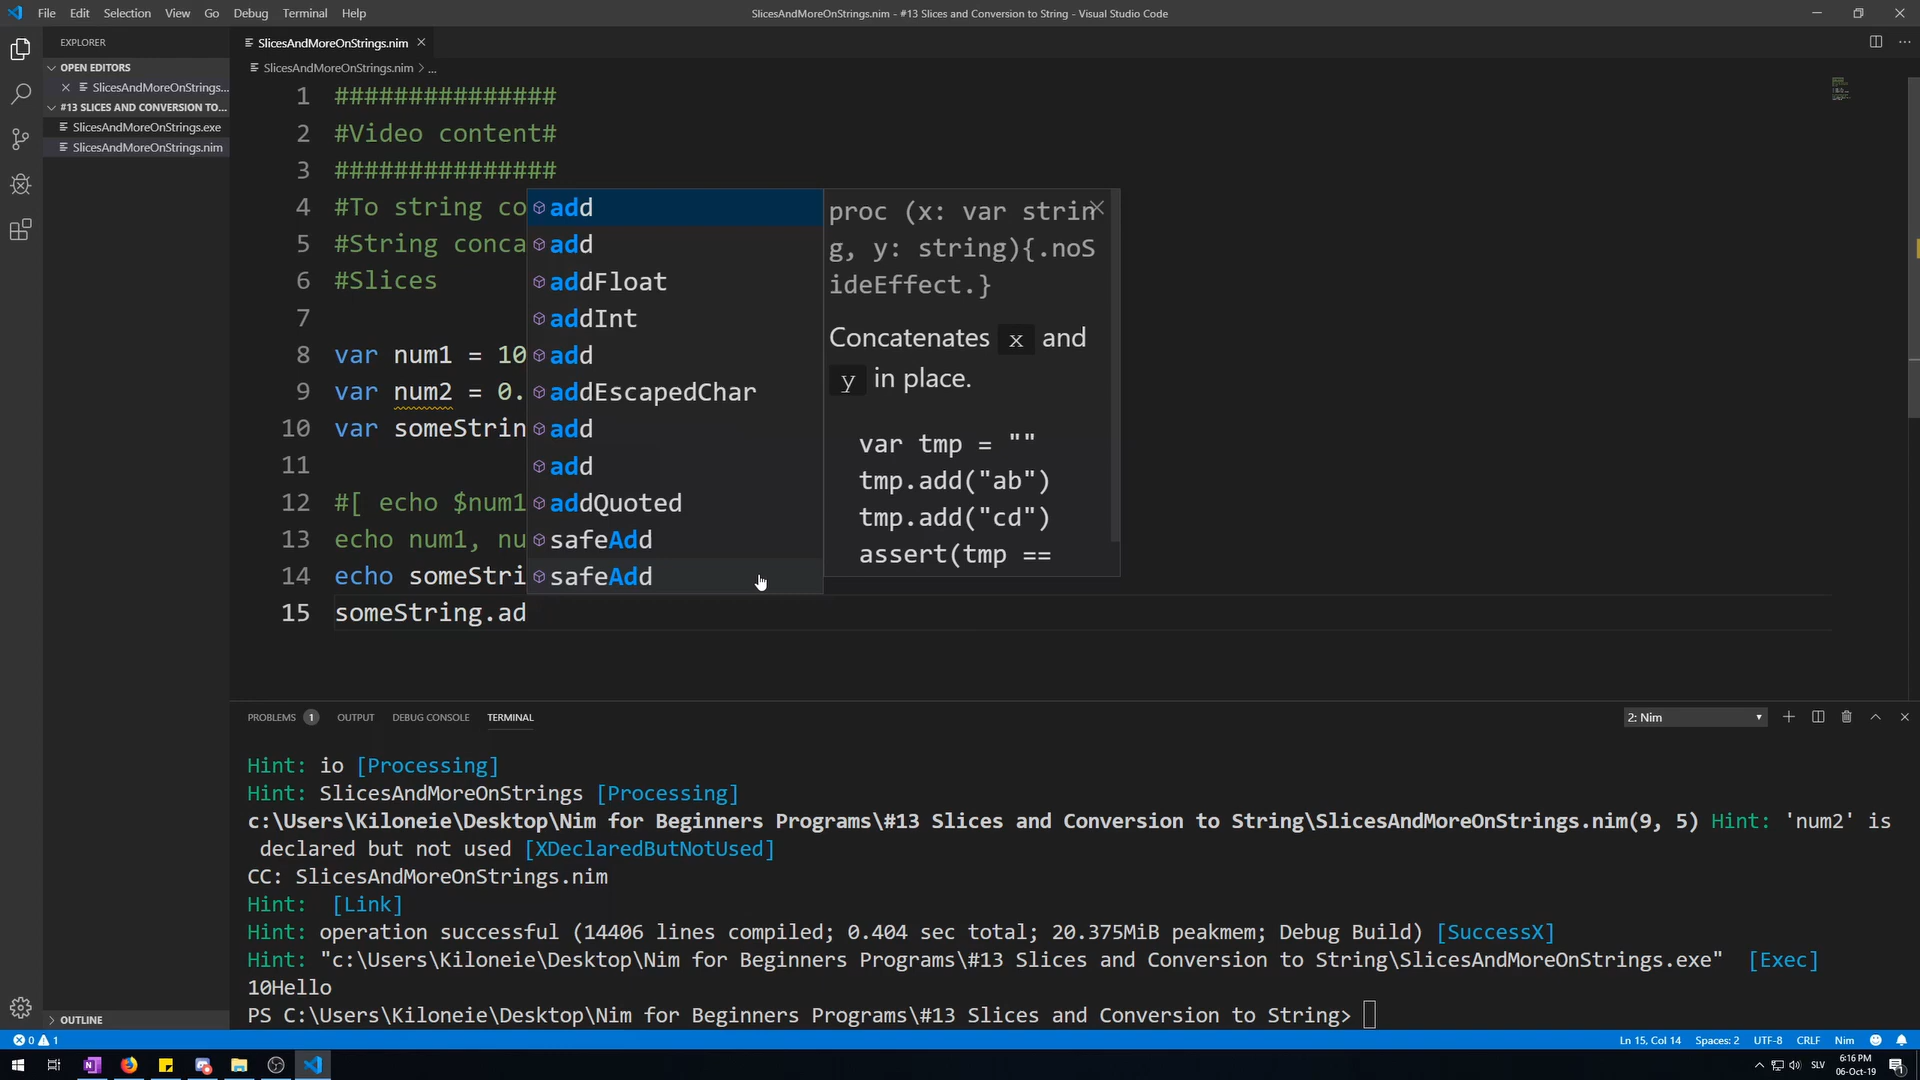 File Edit Selection View Go Debug Terminal Help
SlicesAndMoreOnStrings.nim - #13 Slices and Conversion to String - Visual Studio Code
EXPLORER
OPEN EDITORS
SlicesAndMoreOnStrings...
#13 SLICES AND CONVERSION TO...
SlicesAndMoreOnStrings.exe
SlicesAndMoreOnStrings.nim
OUTLINE
SlicesAndMoreOnStrings.nim
SlicesAndMoreOnStrings.nim > ...
1 ###############
2 #Video content#
3 ###############
4 #To string co
5 #String conca
6 #Slices
7
8 var num1 = 10
9 var num2 = 0.
10 var someStrin
11
12 #[ echo $num1
13 echo num1, nu
14 echo someStri
15 someString.ad
add
add
addFloat
addInt
add
addEscapedChar
add
add
addQuoted
safeAdd
safeAdd
proc (x: var strin
g, y: string){.noS
ideEffect.}
Concatenates x and
y in place.
var tmp = ""
tmp.add("ab")
tmp.add("cd")
assert(tmp ==
PROBLEMS 1 OUTPUT DEBUG CONSOLE TERMINAL
2: Nim
Hint: io [Processing]
Hint: SlicesAndMoreOnStrings [Processing]
c:\Users\Kiloneie\Desktop\Nim for Beginners Programs\#13 Slices and Conversion to String\SlicesAndMoreOnStrings.nim(9, 5) Hint: 'num2' is
declared but not used [XDeclaredButNotUsed]
CC: SlicesAndMoreOnStrings.nim
Hint:  [Link]
Hint: operation successful (14406 lines compiled; 0.404 sec total; 20.375MiB peakmem; Debug Build) [SuccessX]
Hint: "c:\Users\Kiloneie\Desktop\Nim for Beginners Programs\#13 Slices and Conversion to String\SlicesAndMoreOnStrings.exe"  [Exec]
10Hello
PS C:\Users\Kiloneie\Desktop\Nim for Beginners Programs\#13 Slices and Conversion to String>
0 1
Ln 15, Col 14 Spaces: 2 UTF-8 CRLF Nim
SLV
6:16 PM
06-Oct-19